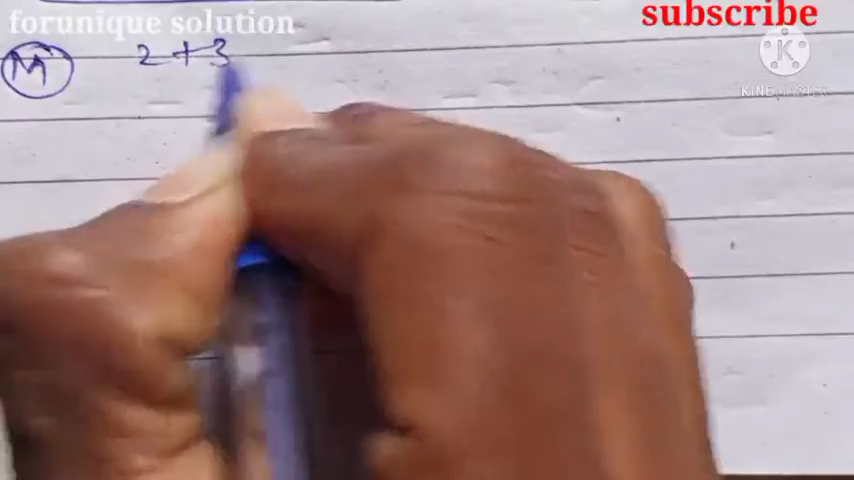 forunique solution
subscribe
K
KINEMASTER
M 2+3